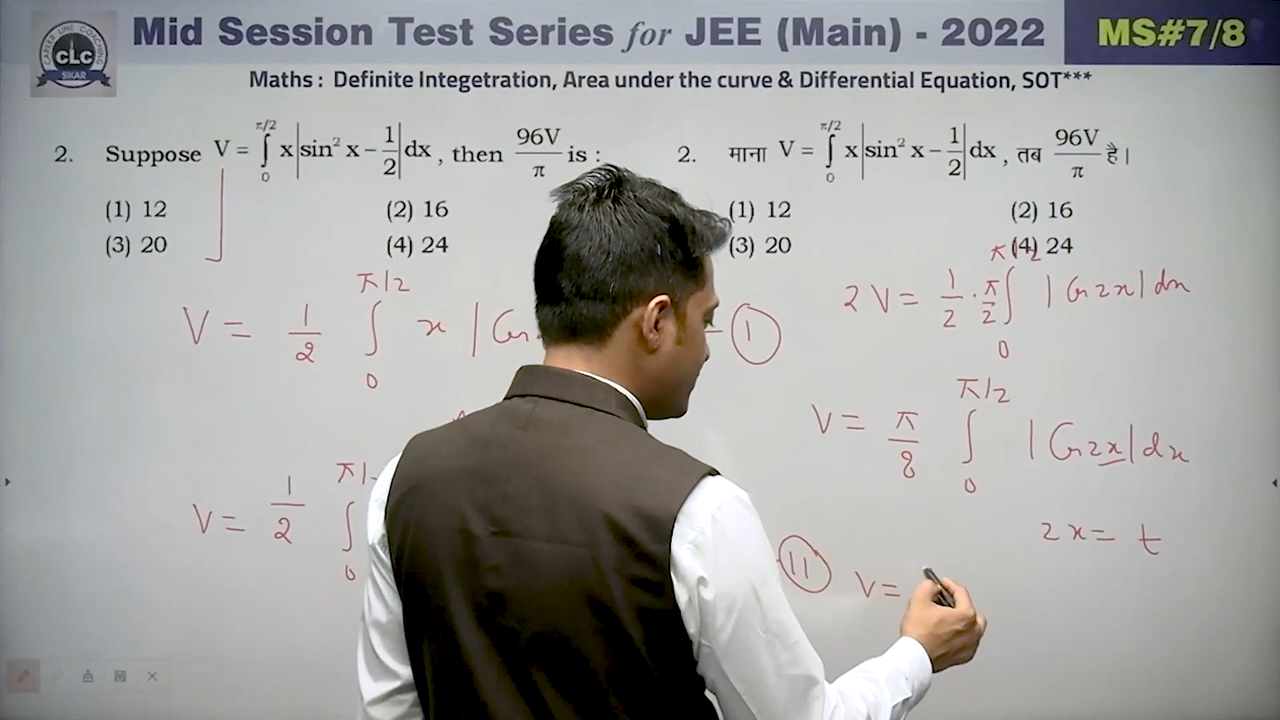 Mid Session Test Series for JEE (Main) - 2022
MS#7/8
CAREER LINE COACHING
CLC
SIKAR
Maths : Definite Integetration, Area under the curve & Differential Equation, SOT***
2. Suppose V = ∫₀^{π/2} x|sin² x − 1/2| dx , then 96V/π is :
(1) 12 (2) 16
(3) 20 (4) 24
2. माना V = ∫₀^{π/2} x|sin² x − 1/2| dx , तब 96V/π है।
(1) 12 (2) 16
(3) 20 (4) 24
V = 1/2 ∫₀^{π/2} x |Cos
— (1)
V = 1/2 ∫₀
(11)
2V = 1/2 · π/2 ∫₀^{π/2} |Cos2x| dx
V = π/8 ∫₀^{π/2} |Cos2x| dx
2x = t
V =